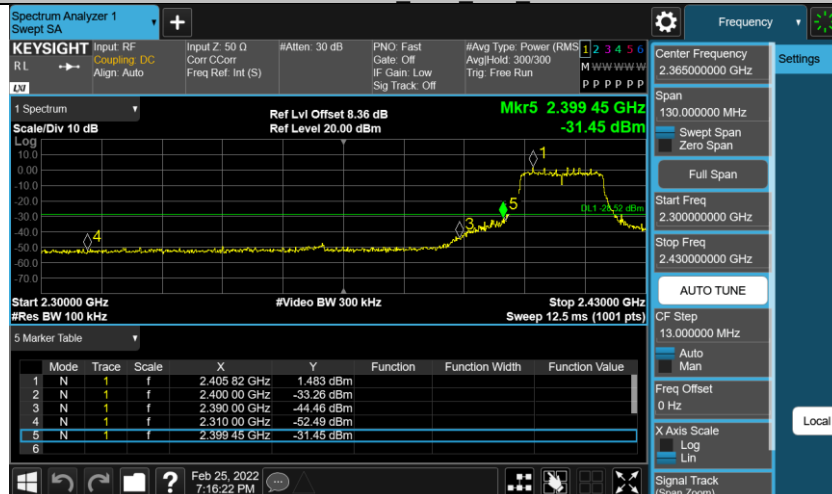 Spectrum Analyzer 1
Swept SA
+
Frequency
KEYSIGHT
RL
LXI
Input: RF
Coupling: DC
Align: Auto
Input Z: 50 Ω
Corr CCorr
Freq Ref: Int (S)
#Atten: 30 dB
PNO: Fast
Gate: Off
IF Gain: Low
Sig Track: Off
#Avg Type: Power (RMS
Avg|Hold: 300/300
Trig: Free Run
1 2 3 4 5 6
M W W W W W
P P P P P P
Center Frequency
2.365000000 GHz
Settings
Span
130.000000 MHz
Swept Span
Zero Span
Full Span
Start Freq
2.300000000 GHz
Stop Freq
2.430000000 GHz
AUTO TUNE
CF Step
13.000000 MHz
Auto
Man
Freq Offset
0 Hz
Local
X Axis Scale
Log
Lin
Signal Track
(Span Zoom)
1 Spectrum
Scale/Div 10 dB
Ref Lvl Offset 8.36 dB
Ref Level 20.00 dBm
Mkr5 2.399 45 GHz
-31.45 dBm
Log
10.0
0.00
-10.0
-20.0
-30.0
-40.0
-50.0
-60.0
-70.0
1
5
3
4
DL1 -28.52 dBm
Start 2.30000 GHz
#Res BW 100 kHz
#Video BW 300 kHz
Stop 2.43000 GHz
Sweep 12.5 ms (1001 pts)
5 Marker Table
Mode Trace Scale X Y Function Function Width Function Value
1 N 1 f 2.405 82 GHz 1.483 dBm
2 N 1 f 2.400 00 GHz -33.26 dBm
3 N 1 f 2.390 00 GHz -44.46 dBm
4 N 1 f 2.310 00 GHz -52.49 dBm
5 N 1 f 2.399 45 GHz -31.45 dBm
6
?
Feb 25, 2022
7:16:22 PM